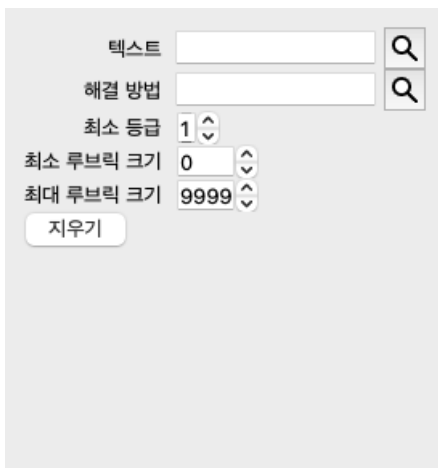 텍스트
해결 방법
최소 등급 1
최소 루브릭 크기 0
최대 루브릭 크기 9999
지우기